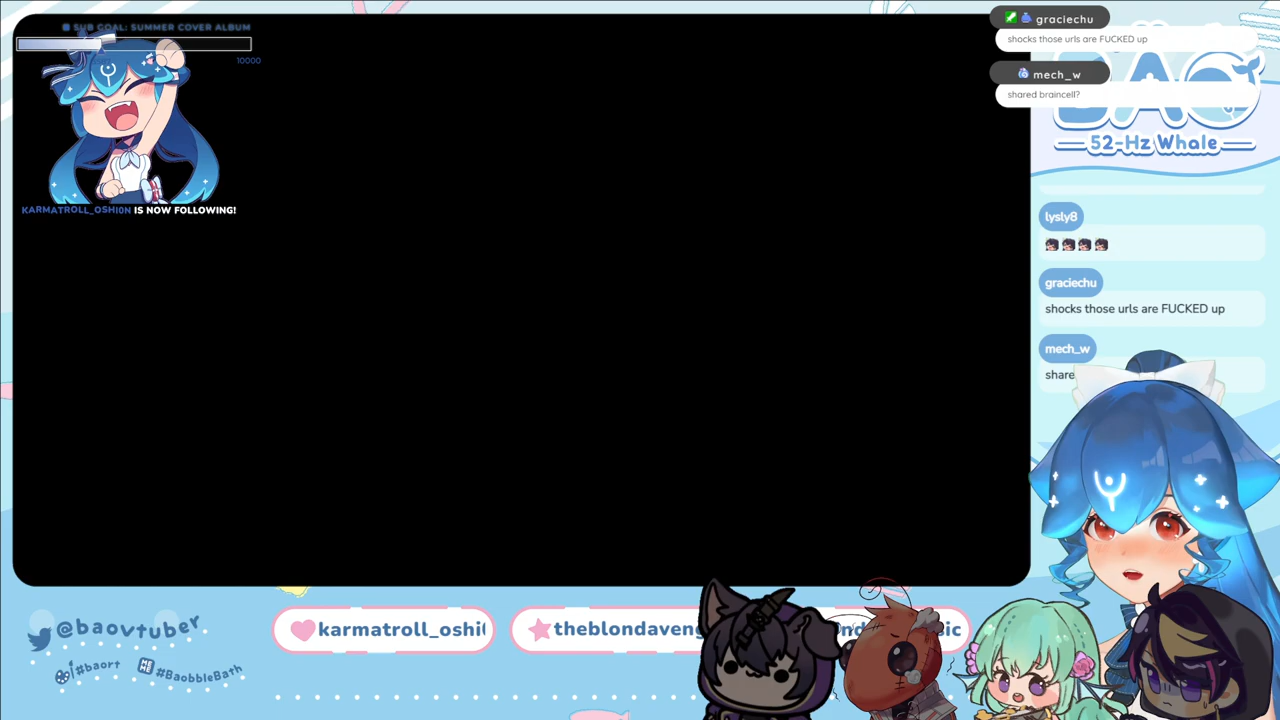 SUB GOAL: SUMMER COVER ALBUM
10000
KARMATROLL_OSHI0N IS NOW FOLLOWING!
graciechu
shocks those urls are FUCKED up
mech_w
shared braincell?
BAO
52-Hz Whale
lysly8
graciechu
shocks those urls are FUCKED up
mech_w
share
@baovtuber
#baort
#BaobbleBath
karmatroll_oshi
theblondaveng